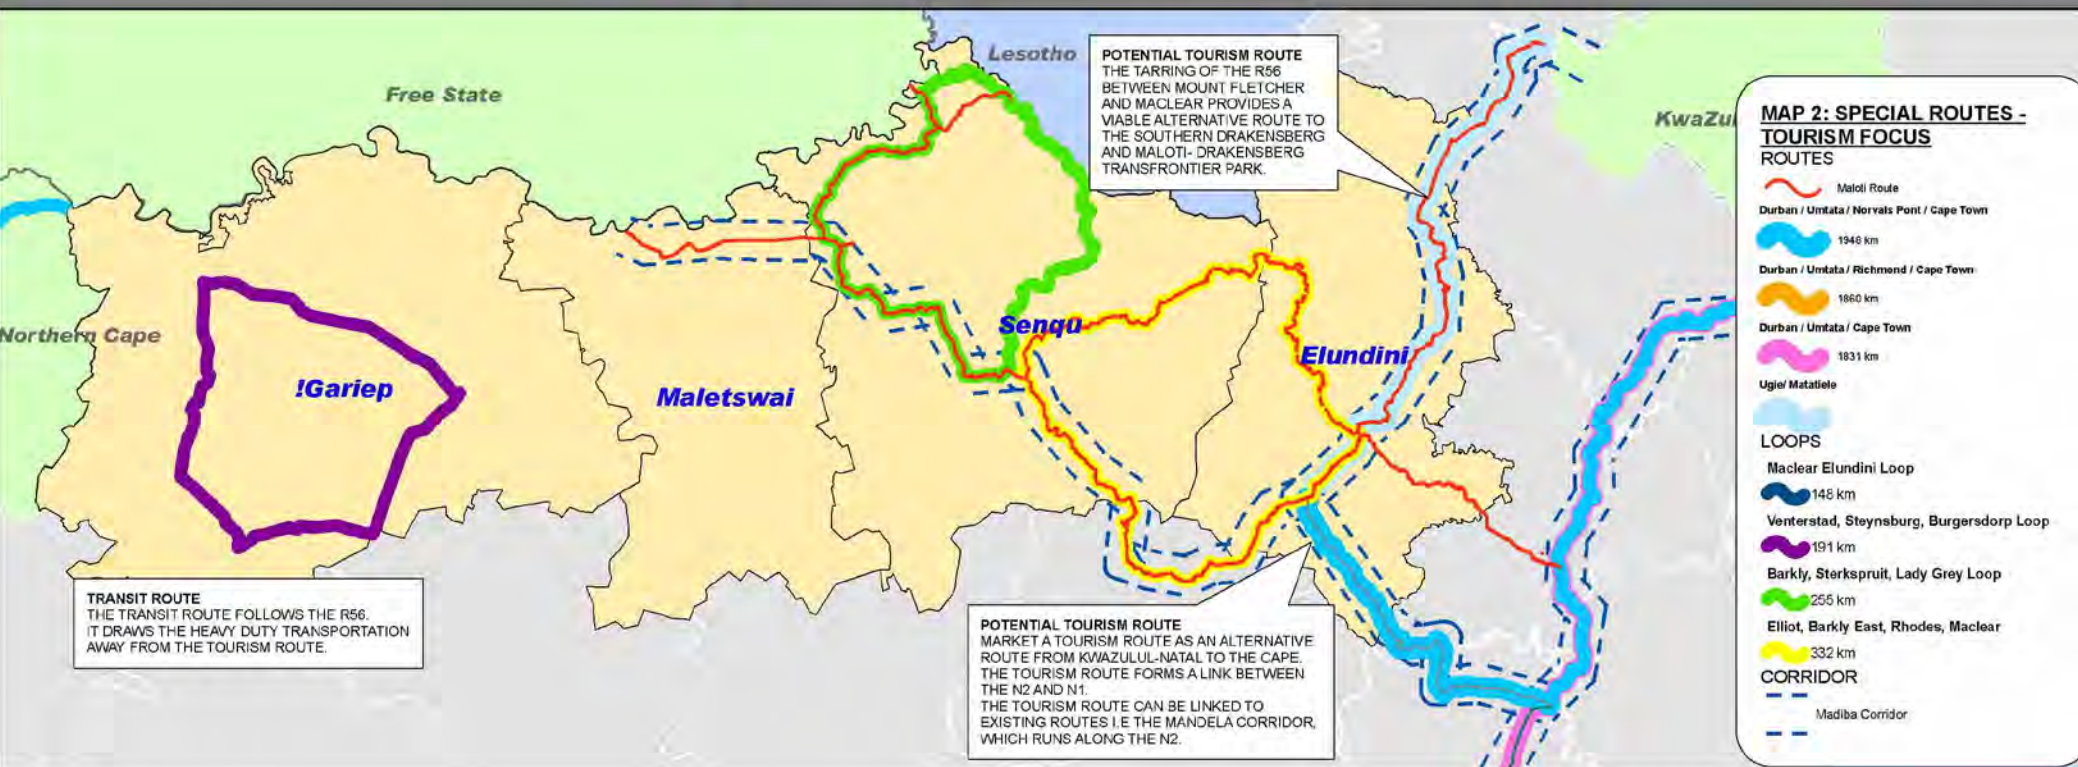 Free State
Lesotho
KwaZu
Northern Cape
!Gariep
Maletswai
Senqu
Elundini
POTENTIAL TOURISM ROUTE
THE TARRING OF THE R56
BETWEEN MOUNT FLETCHER
AND MACLEAR PROVIDES A
VIABLE ALTERNATIVE ROUTE TO
THE SOUTHERN DRAKENSBERG
AND MALOTI- DRAKENSBERG
TRANSFRONTIER PARK.
TRANSIT ROUTE
THE TRANSIT ROUTE FOLLOWS THE R56.
IT DRAWS THE HEAVY DUTY TRANSPORTATION
AWAY FROM THE TOURISM ROUTE.
POTENTIAL TOURISM ROUTE
MARKET A TOURISM ROUTE AS AN ALTERNATIVE
ROUTE FROM KWAZULUL-NATAL TO THE CAPE.
THE TOURISM ROUTE FORMS A LINK BETWEEN
THE N2 AND N1.
THE TOURISM ROUTE CAN BE LINKED TO
EXISTING ROUTES I.E THE MANDELA CORRIDOR,
WHICH RUNS ALONG THE N2.
MAP 2: SPECIAL ROUTES -
TOURISM FOCUS
ROUTES
Maloti Route
Durban / Umtata / Norvals Pont / Cape Town
1946 km
Durban / Umtata / Richmond / Cape Town
1860 km
Durban / Umtata / Cape Town
1831 km
Ugie/ Matatiele
LOOPS
Maclear Elundini Loop
148 km
Venterstad, Steynsburg, Burgersdorp Loop
191 km
Barkly, Sterkspruit, Lady Grey Loop
255 km
Elliot, Barkly East, Rhodes, Maclear
332 km
CORRIDOR
Madiba Corridor